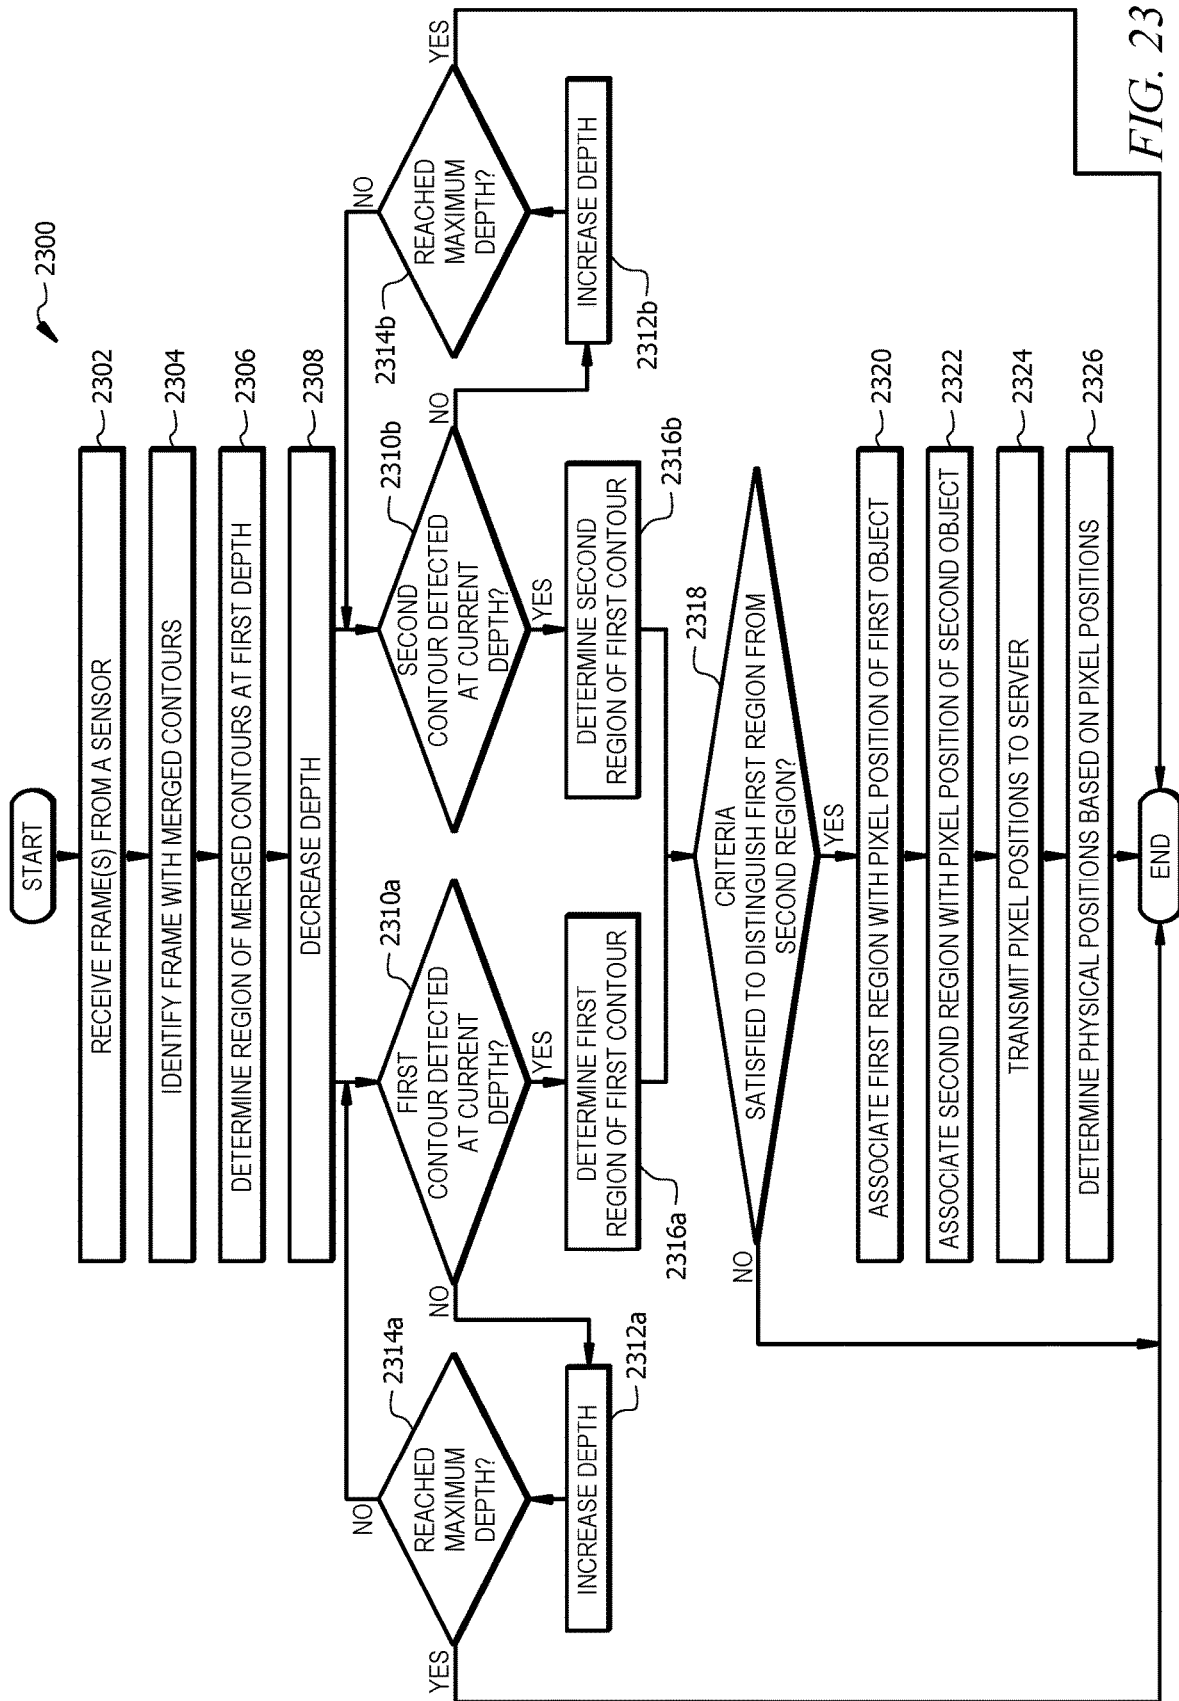 2300
START
RECEIVE FRAME(S) FROM A SENSOR
2302
IDENTIFY FRAME WITH MERGED CONTOURS
2304
DETERMINE REGION OF MERGED CONTOURS AT FIRST DEPTH
2306
DECREASE DEPTH
2308
REACHED
MAXIMUM
DEPTH?
2314a
NO
YES
FIRST
CONTOUR DETECTED
AT CURRENT
DEPTH?
2310a
NO
YES
SECOND
CONTOUR DETECTED
AT CURRENT
DEPTH?
2310b
NO
YES
REACHED
MAXIMUM
DEPTH?
2314b
NO
YES
INCREASE DEPTH
2312a
DETERMINE FIRST
REGION OF FIRST CONTOUR
2316a
DETERMINE SECOND
REGION OF FIRST CONTOUR
2316b
INCREASE DEPTH
2312b
CRITERIA
SATISFIED TO DISTINGUISH FIRST REGION FROM
SECOND REGION?
2318
NO
YES
ASSOCIATE FIRST REGION WITH PIXEL POSITION OF FIRST OBJECT
2320
ASSOCIATE SECOND REGION WITH PIXEL POSITION OF SECOND OBJECT
2322
TRANSMIT PIXEL POSITIONS TO SERVER
2324
DETERMINE PHYSICAL POSITIONS BASED ON PIXEL POSITIONS
2326
END
FIG. 23